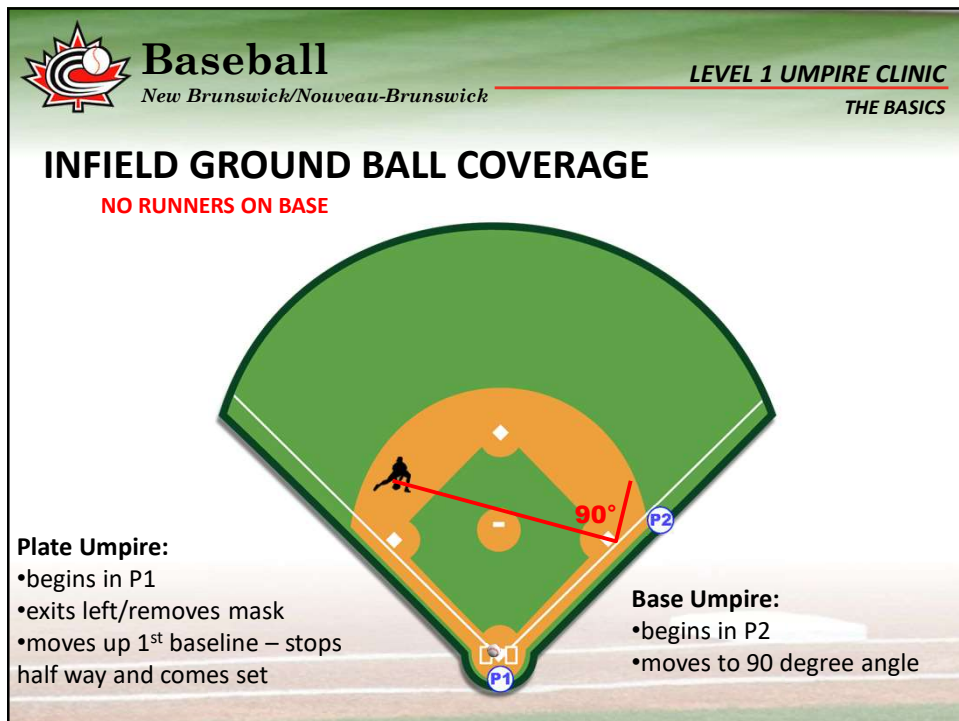 Baseball
New Brunswick/Nouveau-Brunswick
LEVEL 1 UMPIRE CLINIC
THE BASICS
INFIELD GROUND BALL COVERAGE
NO RUNNERS ON BASE
90°
P2
Plate Umpire:
•begins in P1
•exits left/removes mask
•moves up 1st baseline – stops
half way and comes set
Base Umpire:
•begins in P2
•moves to 90 degree angle
P1